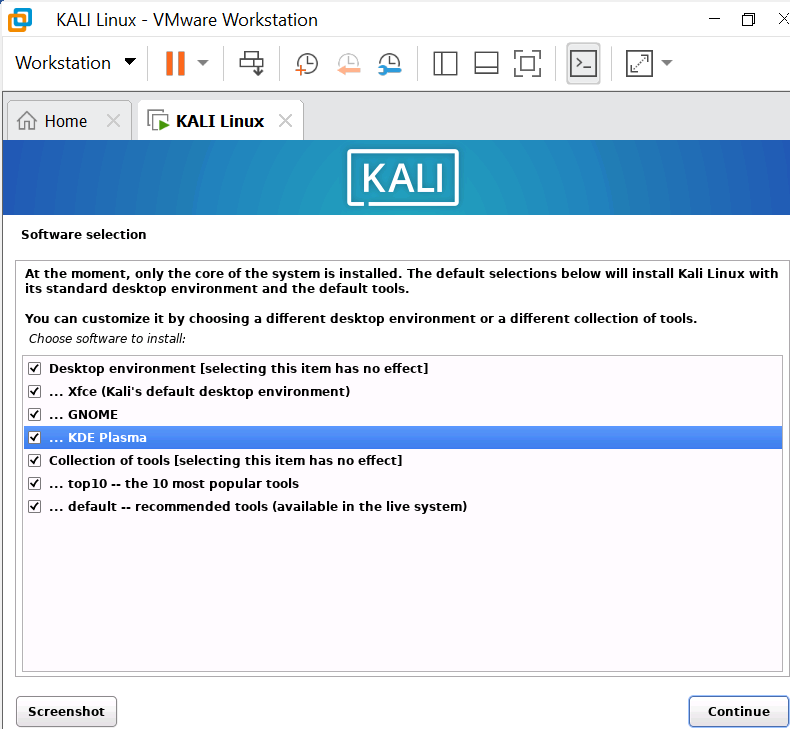 KALI Linux - VMware Workstation
Workstation
Home
KALI Linux
KALI
Software selection
At the moment, only the core of the system is installed. The default selections below will install Kali Linux with
its standard desktop environment and the default tools.
You can customize it by choosing a different desktop environment or a different collection of tools.
Choose software to install:
Desktop environment [selecting this item has no effect]
... Xfce (Kali's default desktop environment)
... GNOME
... KDE Plasma
Collection of tools [selecting this item has no effect]
... top10 -- the 10 most popular tools
... default -- recommended tools (available in the live system)
Screenshot
Continue